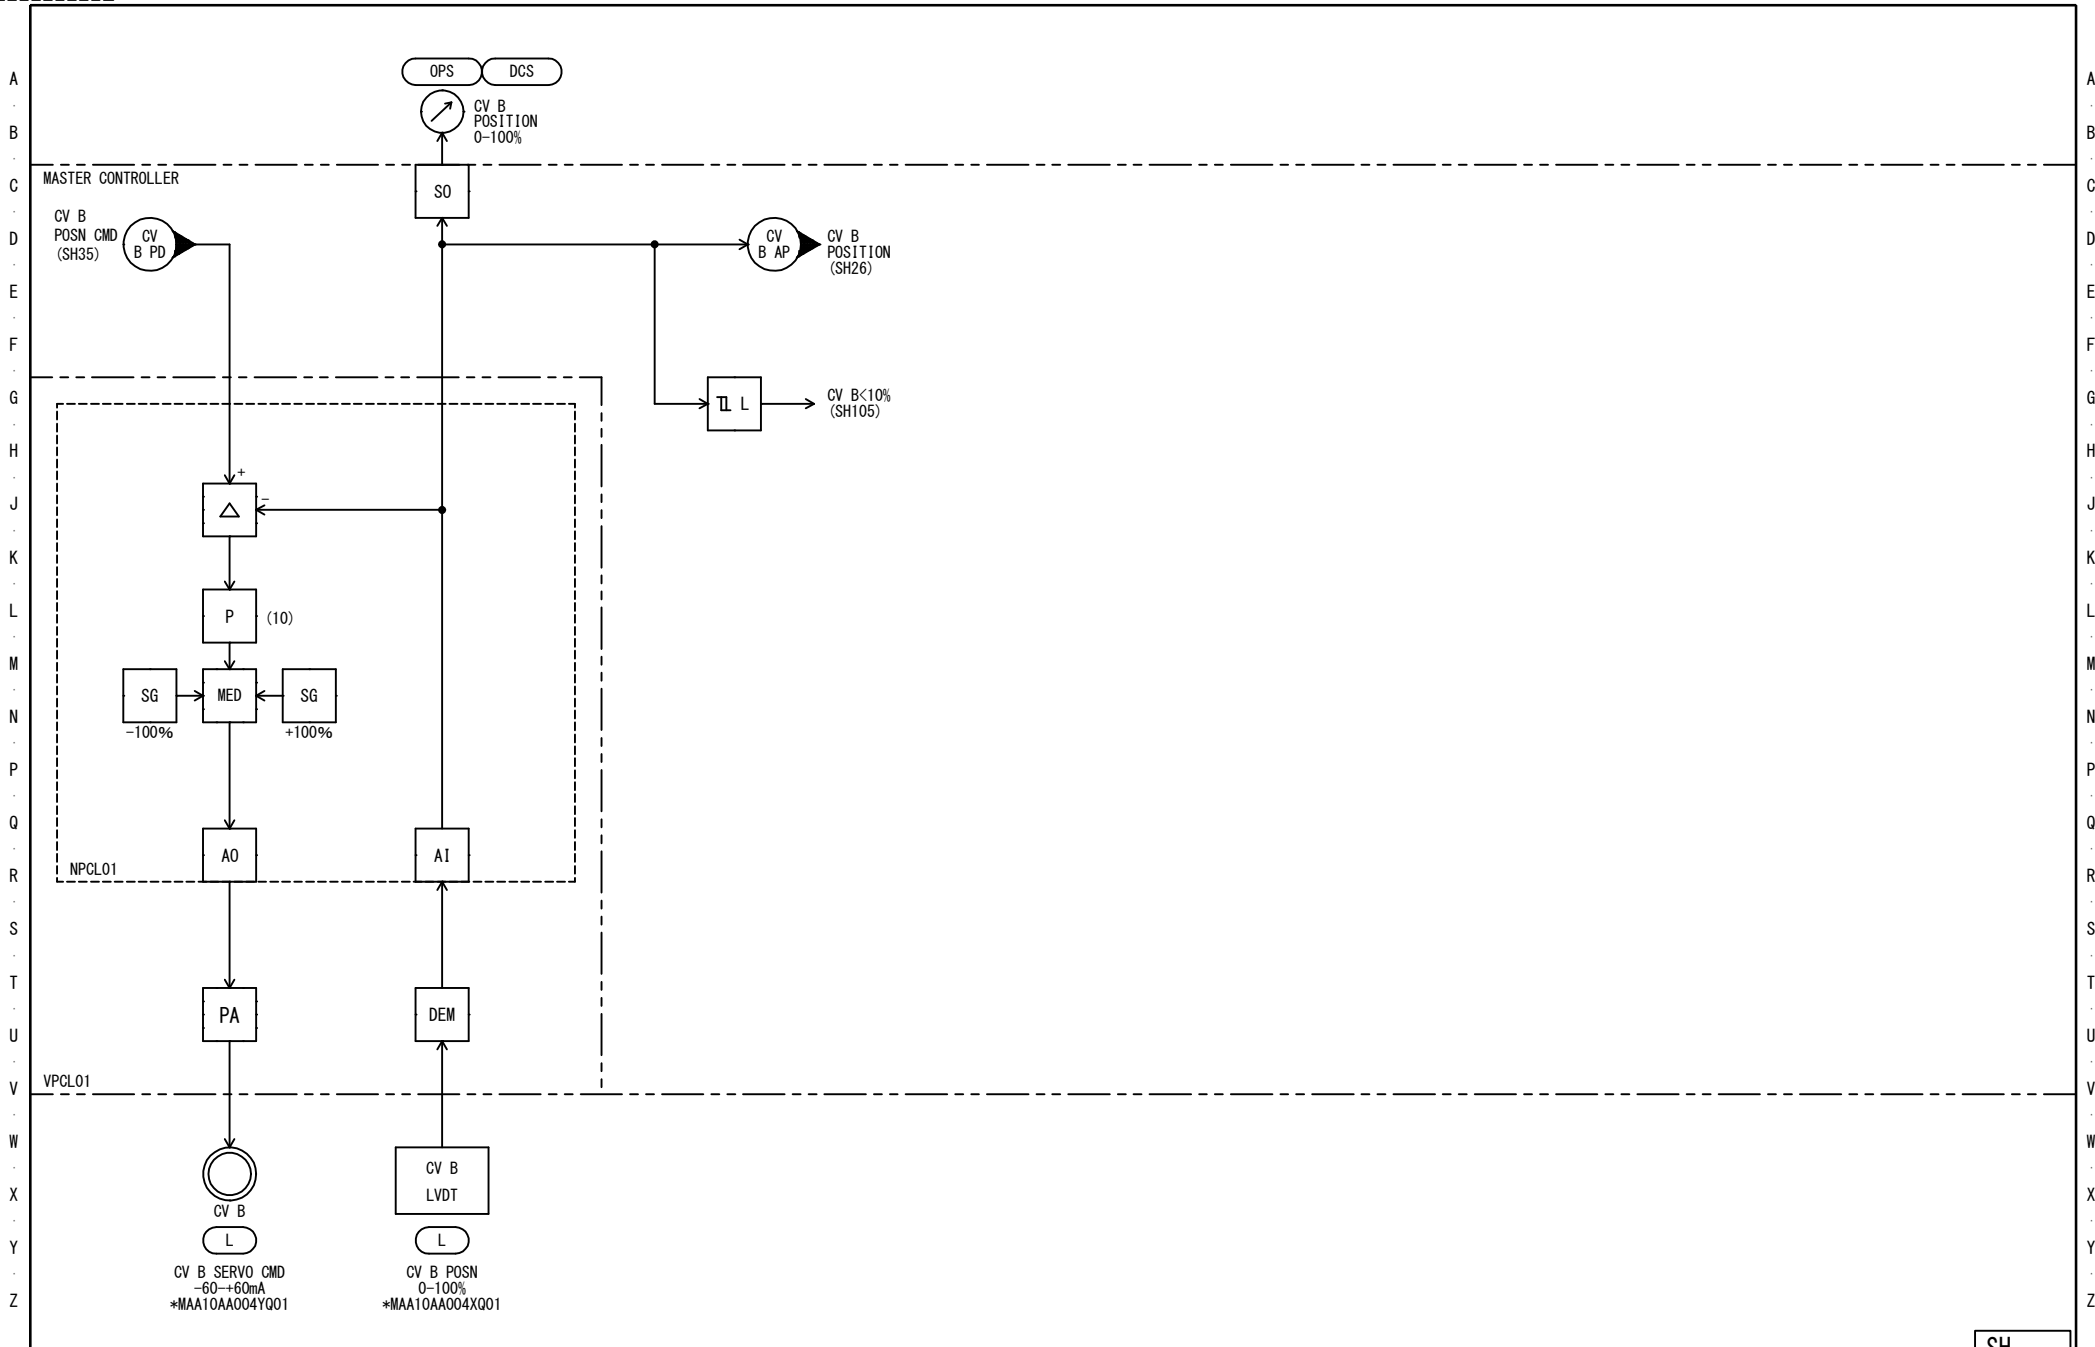 OPS DCS
CV B
POSITION
0-100%
MASTER CONTROLLER
SO
CV B
POSN CMD
(SH35)
CV
B PD
CV
B AP
CV B
POSITION
(SH26)
L
CV B<10%
(SH105)
+
-
△
P (10)
SG MED SG
-100% +100%
AO AI
NPCL01
PA DEM
VPCL01
CV B
LVDT
CV B
L L
CV B SERVO CMD
-60-+60mA
*MAA10AA004YQ01
CV B POSN
0-100%
*MAA10AA004XQ01
A A
B B
C C
D D
E E
F F
G G
H H
J J
K K
L L
M M
N N
P P
Q Q
R R
S S
T T
U U
V V
W W
X X
Y Y
Z Z
SH